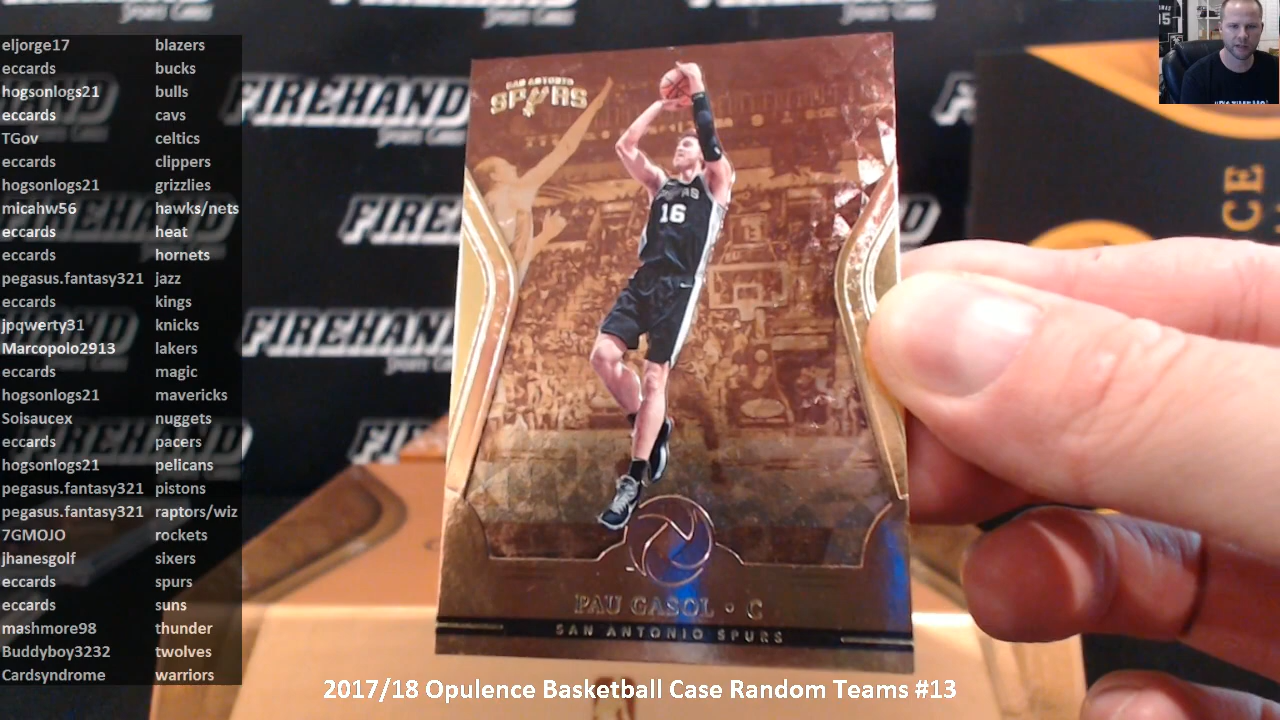 eljorge17 blazers
eccards bucks
hogsonlogs21 bulls
eccards cavs
TGov celtics
eccards clippers
hogsonlogs21 grizzlies
micahw56 hawks/nets
eccards heat
eccards hornets
pegasus.fantasy321 jazz
eccards kings
jpqwerty31 knicks
Marcopolo2913 lakers
eccards magic
hogsonlogs21 mavericks
Soisaucex nuggets
eccards pacers
hogsonlogs21 pelicans
pegasus.fantasy321 pistons
pegasus.fantasy321 raptors/wiz
7GMOJO rockets
jhanesgolf sixers
eccards spurs
eccards suns
mashmore98 thunder
Buddyboy3232 twolves
Cardsyndrome warriors
SAN ANTONIO
SPURS
SPURS
16
PAU GASOL • C
SAN ANTONIO SPURS
FIREHAND
2017/18 Opulence Basketball Case Random Teams #13